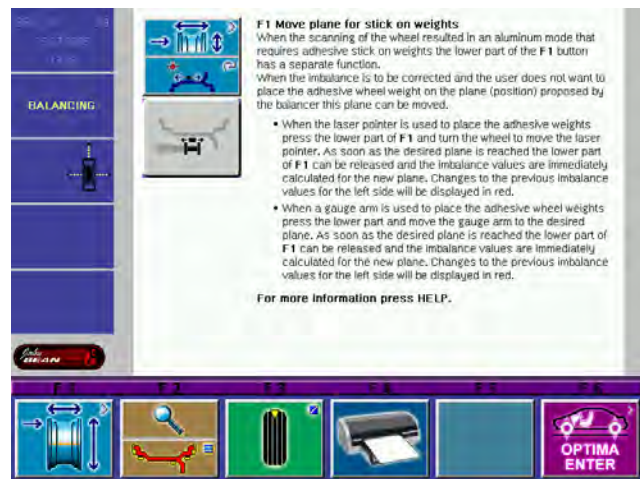 F1 Move plane for stick on weights
When the scanning of the wheel resulted in an aluminum mode that
requires adhesive stick on weights the lower part of the F1 button
has a separate function.
When the imbalance is to be corrected and the user does not want to
place the adhesive wheel weight on the plane (position) proposed by
the balancer this plane can be moved.
BALANCING
• When the laser pointer is used to place the adhesive weights
press the lower part of F1 and turn the wheel to move the laser
pointer. As soon as the desired plane is reached the lower part
of F1 can be released and the imbalance values are immediately
calculated for the new plane. Changes to the previous imbalance
values for the left side will be displayed in red.
• When a gauge arm is used to place the adhesive wheel weights
press the lower part and move the gauge arm to the desired
plane. As soon as the desired plane is reached the lower part of
F1 can be released and the imbalance values are immediately
calculated for the new plane. Changes to the previous imbalance
values for the left side will be displayed in red.
For more information press HELP.
John
BEAN
F1 F2 F3 F4 F5 F6
OPTIMA
ENTER